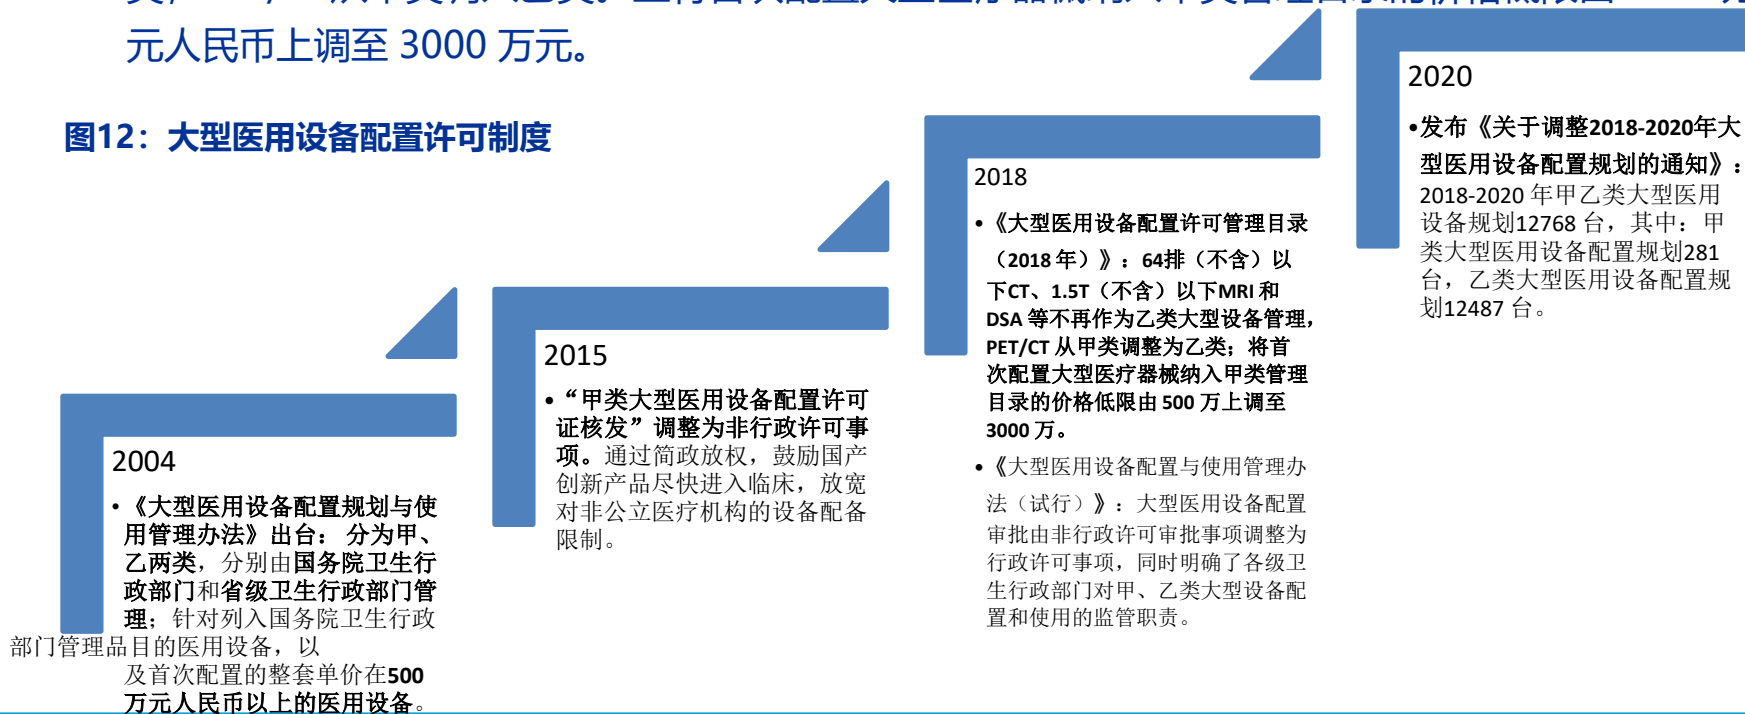 元人民币上调至 3000 万元。
图12：大型医用设备配置许可制度
2004
•《大型医用设备配置规划与使
用管理办法》出台： 分为甲、
乙两类，分别由国务院卫生行
政部门和省级卫生行政部门管
理；针对列入国务院卫生行政
部门管理品目的医用设备，以
及首次配置的整套单价在500
万元人民币以上的医用设备。
2015
•“甲类大型医用设备配置许可
证核发”调整为非行政许可事
项。通过简政放权，鼓励国产
创新产品尽快进入临床，放宽
对非公立医疗机构的设备配备
限制。
2018
•《大型医用设备配置许可管理目录
（2018 年）》：64排（不含）以
下CT、1.5T（不含）以下MRI 和
DSA 等不再作为乙类大型设备管理，
PET/CT 从甲类调整为乙类；将首
次配置大型医疗器械纳入甲类管理
目录的价格低限由 500 万上调至
3000 万。
•《大型医用设备配置与使用管理办
法（试行）》：大型医用设备配置
审批由非行政许可审批事项调整为
行政许可事项，同时明确了各级卫
生行政部门对甲、乙类大型设备配
置和使用的监管职责。
2020
•发布《关于调整2018-2020年大
型医用设备配置规划的通知》：
2018-2020 年甲乙类大型医用
设备规划12768 台，其中：甲
类大型医用设备配置规划281
台，乙类大型医用设备配置规
划12487 台。